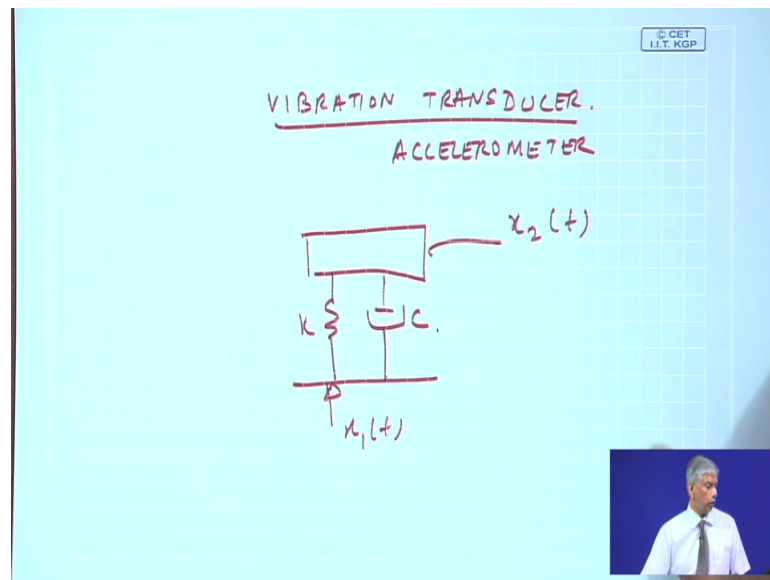 © CET
I.I.T. KGP
VIBRATION TRANSDUCER.
ACCELEROMETER
x₂(t)
K
C.
x₁(t)